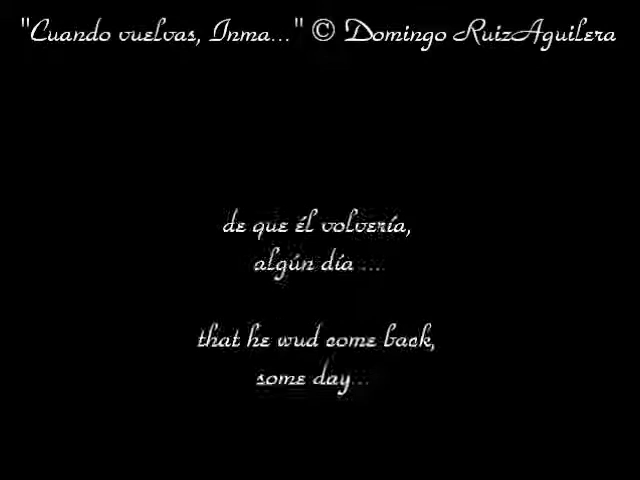 "Cuando vuelvas, Inma..." © Domingo RuizAguilera
de que él volvería,
algún día ...
that he wud come back,
some day...